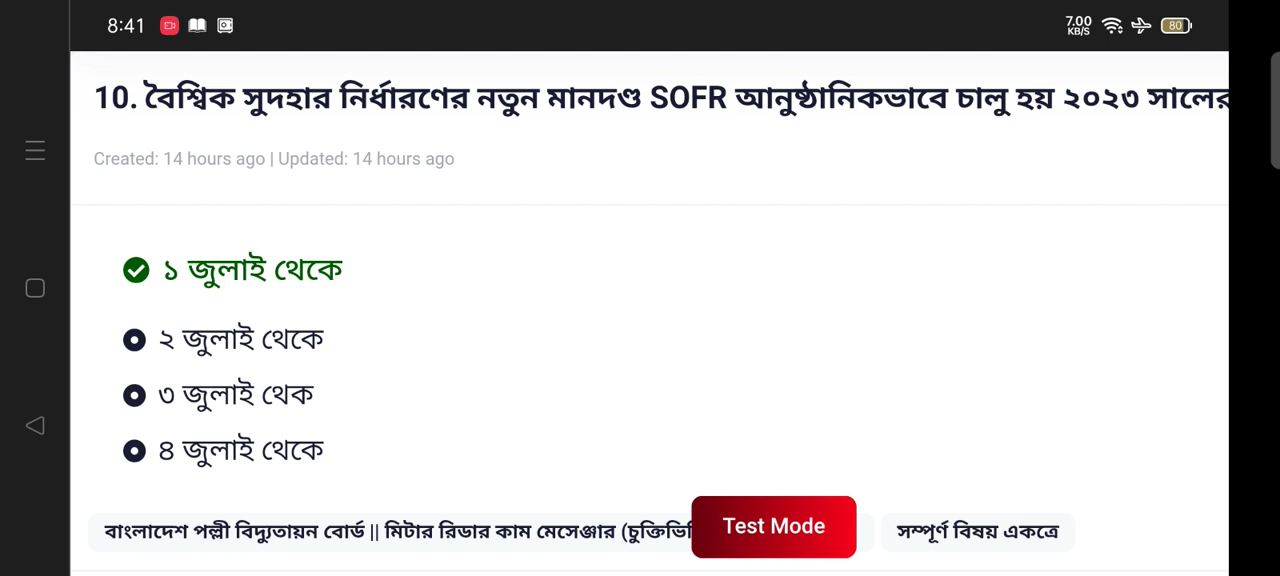 8:41
7.00 KB/S
80
10. বৈশ্বিক সুদহার নির্ধারণের নতুন মানদণ্ড SOFR আনুষ্ঠানিকভাবে চালু হয় ২০২৩ সালের
Created: 14 hours ago | Updated: 14 hours ago
১ জুলাই থেকে
২ জুলাই থেকে
৩ জুলাই থেক
৪ জুলাই থেকে
বাংলাদেশ পল্লী বিদ্যুতায়ন বোর্ড || মিটার রিডার কাম মেসেঞ্জার Test Mode সম্পূর্ণ বিষয় একত্রে